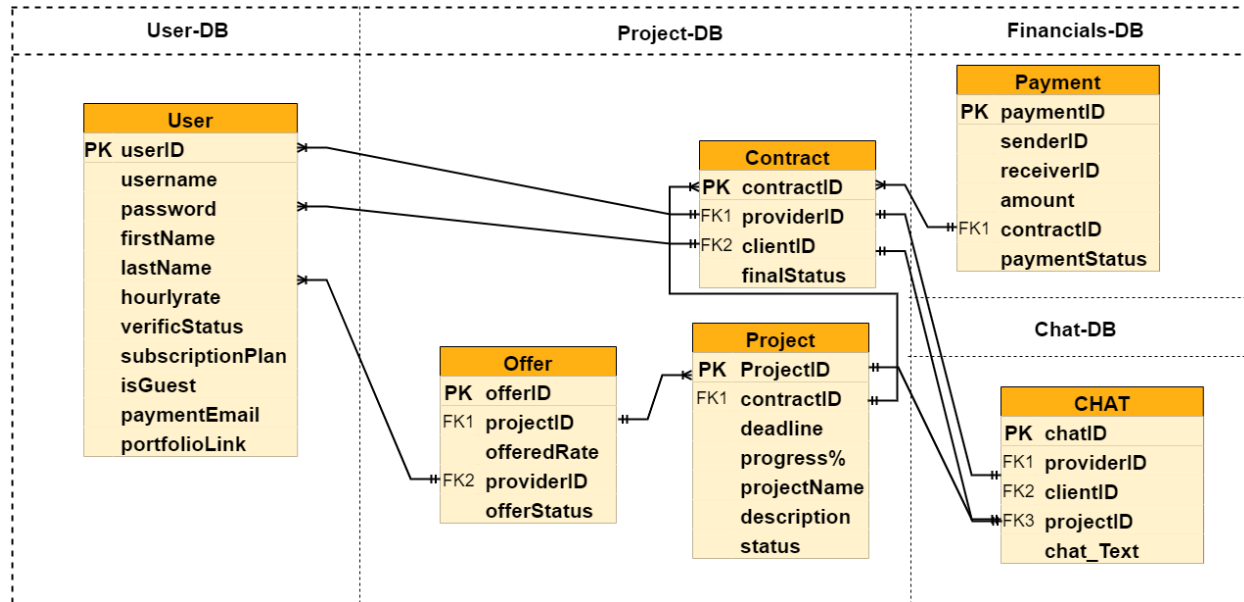 User-DB
Project-DB
Financials-DB
User
PK userID
username
password
firstName
lastName
hourlyrate
verificStatus
subscriptionPlan
isGuest
paymentEmail
portfolioLink
Offer
PK offerID
FK1 projectID
offeredRate
FK2 providerID
offerStatus
Contract
PK contractID
FK1 providerID
FK2 clientID
finalStatus
Project
PK ProjectID
FK1 contractID
deadline
progress%
projectName
description
status
Payment
PK paymentID
senderID
receiverID
amount
FK1 contractID
paymentStatus
Chat-DB
CHAT
PK chatID
FK1 providerID
FK2 clientID
FK3 projectID
chat_Text